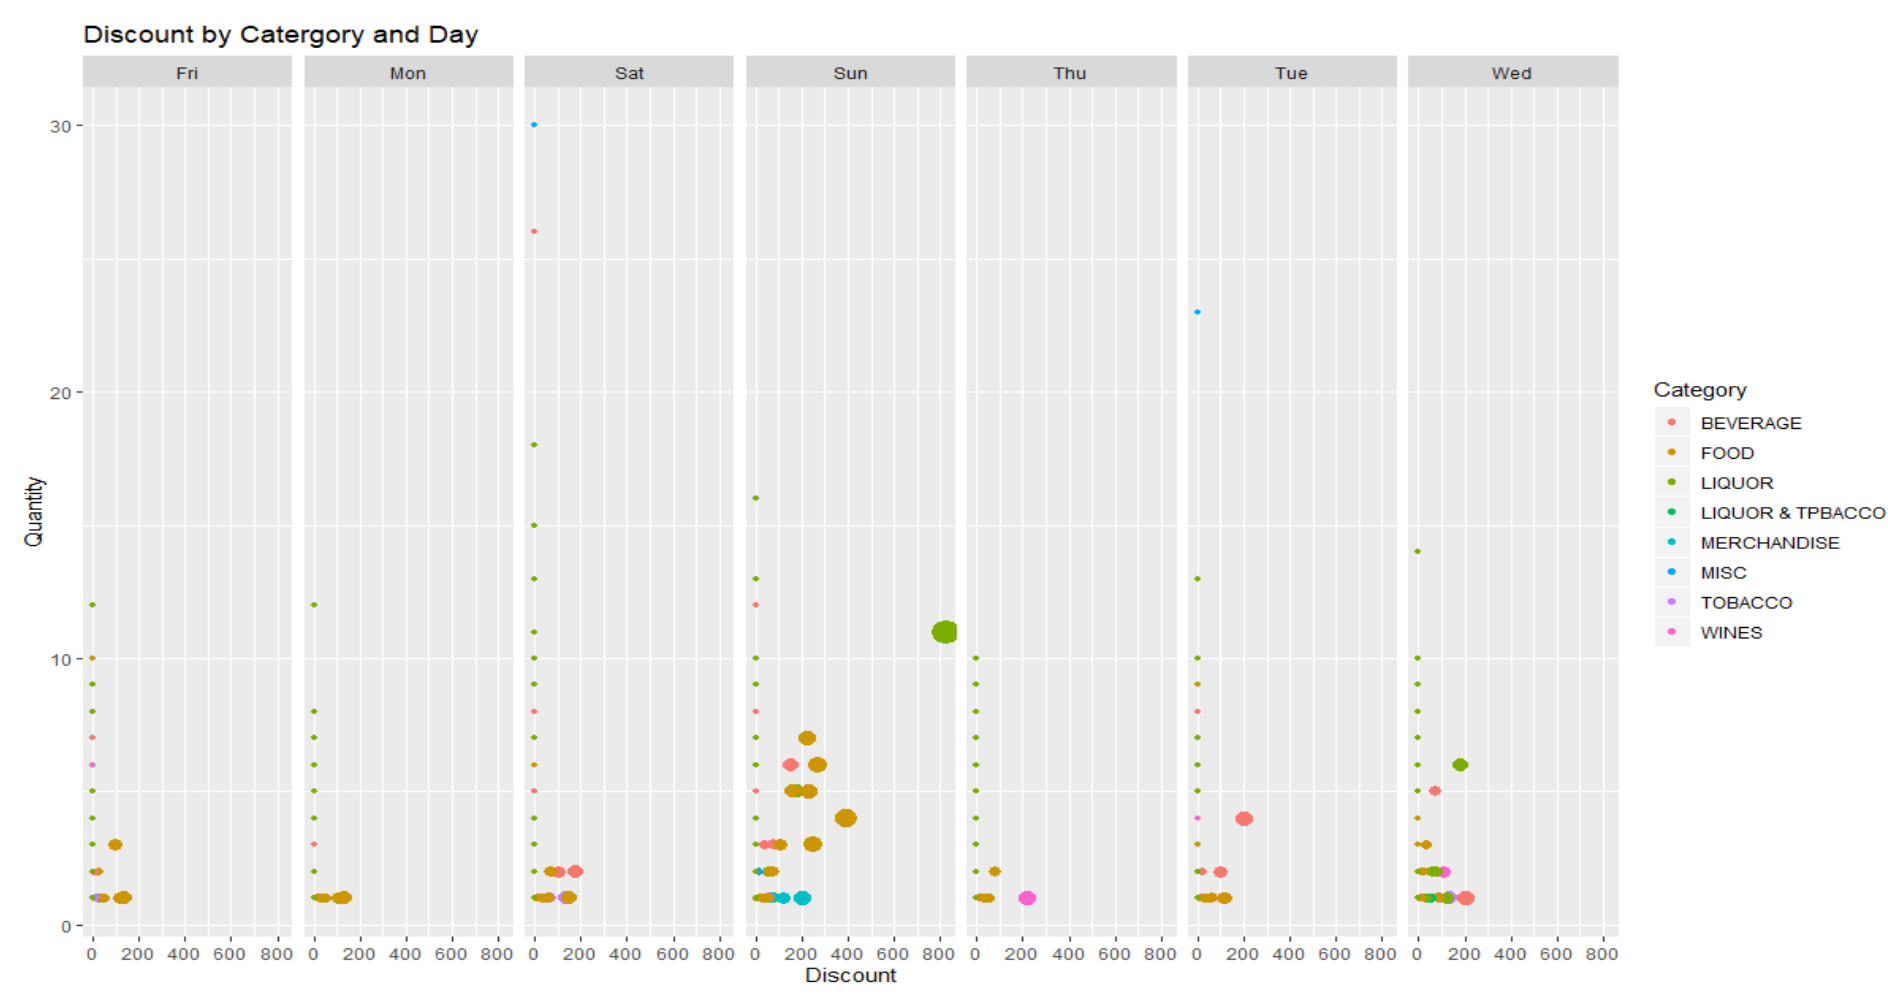 Discount by Catergory and Day
Fri Mon Sat Sun Thu Tue Wed
30
20
10
0
Quantity
0 200 400 600 800 0 200 400 600 800 0 200 400 600 800 0 200 400 600 800 0 200 400 600 800 0 200 400 600 800 0 200 400 600 800
Discount
Category
BEVERAGE
FOOD
LIQUOR
LIQUOR & TPBACCO
MERCHANDISE
MISC
TOBACCO
WINES